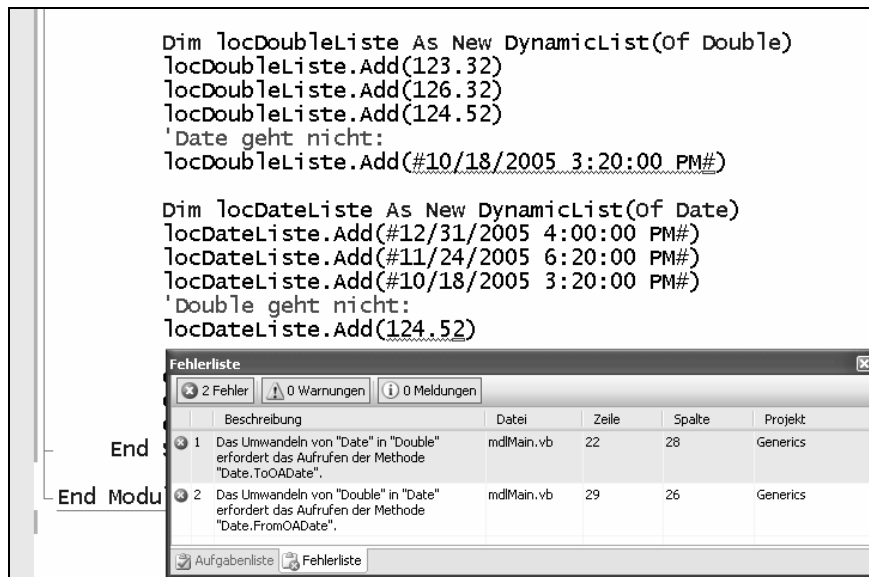 Dim locDoubleListe As New DynamicList(Of Double)
locDoubleListe.Add(123.32)
locDoubleListe.Add(126.32)
locDoubleListe.Add(124.52)
'Date geht nicht:
locDoubleListe.Add(#10/18/2005 3:20:00 PM#)
Dim locDateListe As New DynamicList(Of Date)
locDateListe.Add(#12/31/2005 4:00:00 PM#)
locDateListe.Add(#11/24/2005 6:20:00 PM#)
locDateListe.Add(#10/18/2005 3:20:00 PM#)
'Double geht nicht:
locDateListe.Add(124.52)
End
End Modu
Fehlerliste
2 Fehler 0 Warnungen 0 Meldungen
Beschreibung Datei Zeile Spalte Projekt
1 Das Umwandeln von "Date" in "Double" mdlMain.vb 22 28 Generics
erfordert das Aufrufen der Methode
"Date.ToOADate".
2 Das Umwandeln von "Double" in "Date" mdlMain.vb 29 26 Generics
erfordert das Aufrufen der Methode
"Date.FromOADate".
Aufgabenliste Fehlerliste